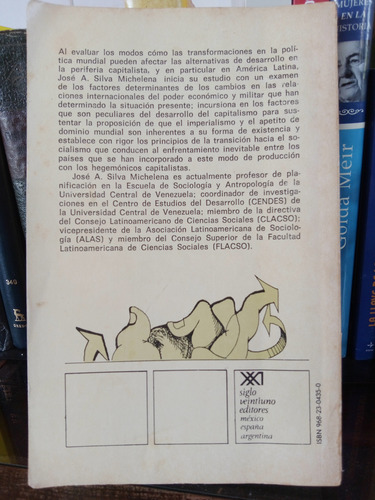 Al evaluar los modos cómo las transformaciones en la polí-
tica mundial pueden afectar las alternativas de desarrollo en
la periferia capitalista, y en particular en América Latina,
José A. Silva Michelena inicia su estudio con un examen
de los factores determinantes de los cambios en las rela-
ciones internacionales del poder económico y militar que han
determinado la situación presente; incursiona en los factores
que son peculiares del desarrollo del capitalismo para susten-
tar la proposición de que el imperialismo y el apetito de
dominio mundial son inherentes a su forma de existencia y
establece con rigor los principios de la transición hacia el so-
cialismo que conducen al enfrentamiento inevitable entre los
países que se han incorporado a este modo de producción
con los hegemónicos capitalistas.
José A. Silva Michelena es actualmente profesor de pla-
nificación en la Escuela de Sociología y Antropología de la
Universidad Central de Venezuela; coordinador de investiga-
ciones en el Centro de Estudios del Desarrollo (CENDES) de
la Universidad Central de Venezuela; miembro de la directiva
del Consejo Latinoamericano de Ciencias Sociales (CLACSO);
vicepresidente de la Asociación Latinoamericana de Sociolo-
gía (ALAS) y miembro del Consejo Superior de la Facultad
Latinoamericana de Ciencias Sociales (FLACSO).
siglo
veintiuno
editores
méxico
españa
argentina
ISBN 968-23-0435-0
MUJERES
EN LA
HISTORIA
Golda Meir
340